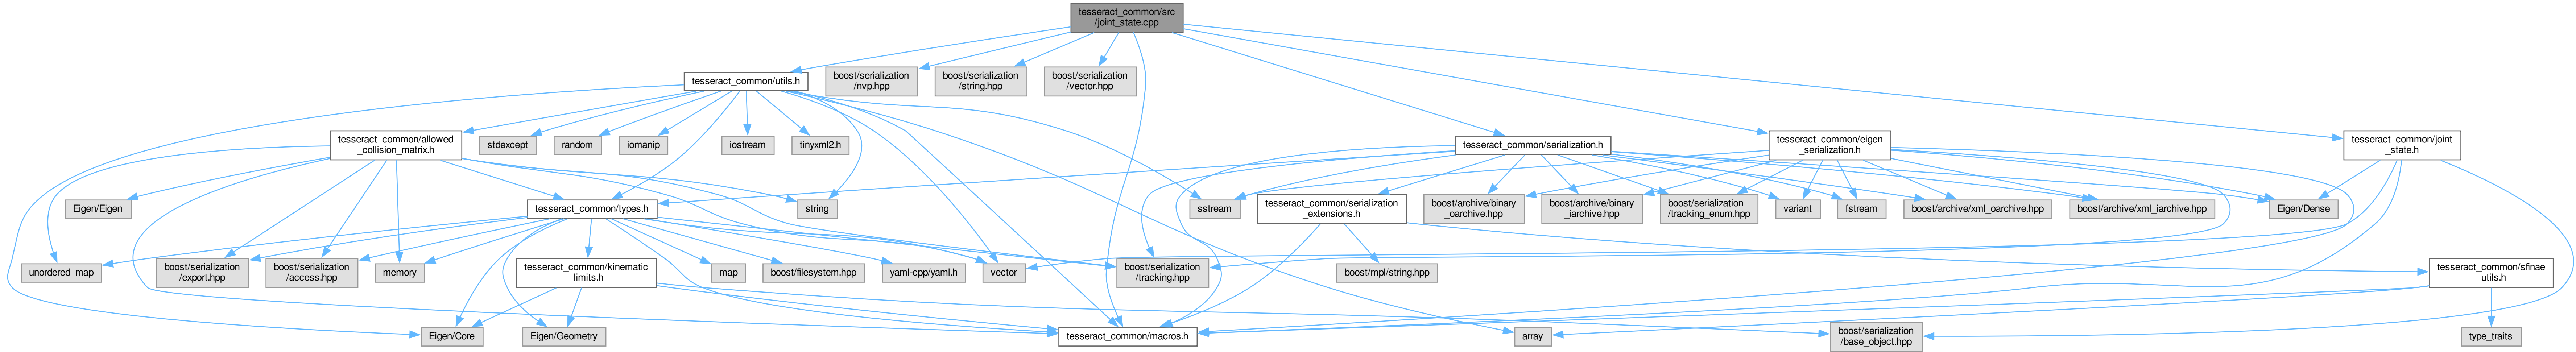 tesseract_common/src
/joint_state.cpp
tesseract_common/utils.h
boost/serialization
/nvp.hpp
boost/serialization
/string.hpp
boost/serialization
/vector.hpp
tesseract_common/allowed
_collision_matrix.h
stdexcept
random
iomanip
iostream
tinyxml2.h
tesseract_common/serialization.h
tesseract_common/eigen
_serialization.h
tesseract_common/joint
_state.h
Eigen/Eigen
tesseract_common/types.h
string
sstream
tesseract_common/serialization
_extensions.h
boost/archive/binary
_oarchive.hpp
boost/archive/binary
_iarchive.hpp
boost/serialization
/tracking_enum.hpp
variant
fstream
boost/archive/xml_oarchive.hpp
boost/archive/xml_iarchive.hpp
Eigen/Dense
unordered_map
boost/serialization
/export.hpp
boost/serialization
/access.hpp
memory
tesseract_common/kinematic
_limits.h
map
boost/filesystem.hpp
yaml-cpp/yaml.h
vector
boost/serialization
/tracking.hpp
boost/mpl/string.hpp
tesseract_common/sfinae
_utils.h
Eigen/Core
Eigen/Geometry
tesseract_common/macros.h
array
boost/serialization
/base_object.hpp
type_traits